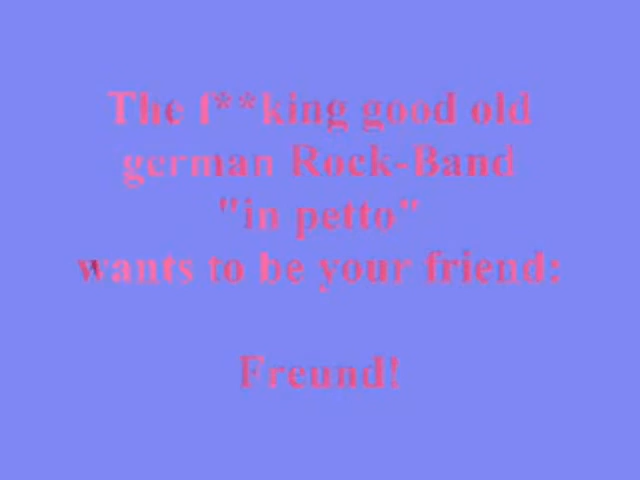 The f**king good old
german Rock-Band
"in petto"
wants to be your friend:
Freund!